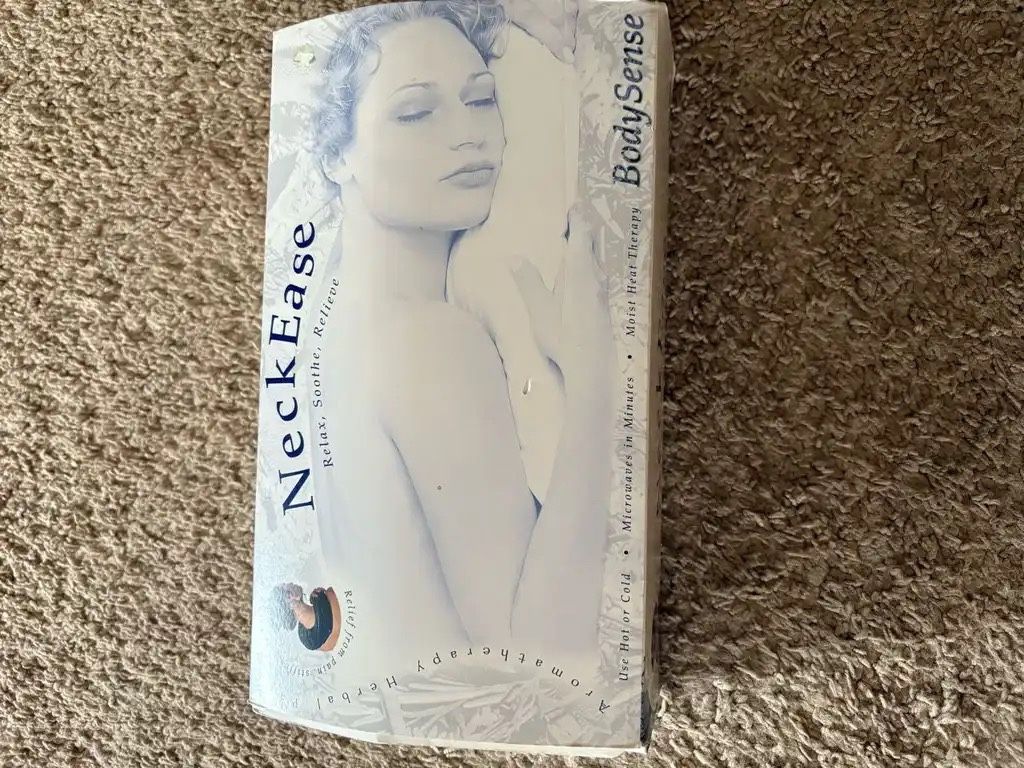 NeckEase
Relax, Soothe, Relieve
Relief from pain
Aromatherapy Herbal
Use Hot or Cold • Microwaves in Minutes • Moist Heat Therapy
BodySense